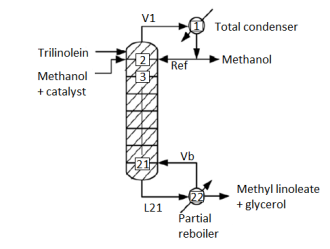 V1
1
Total condenser
Trilinolein
2
Ref
Methanol
Methanol
+ catalyst
3
21
Vb
22
Methyl linoleate
+ glycerol
L21
Partial
reboiler